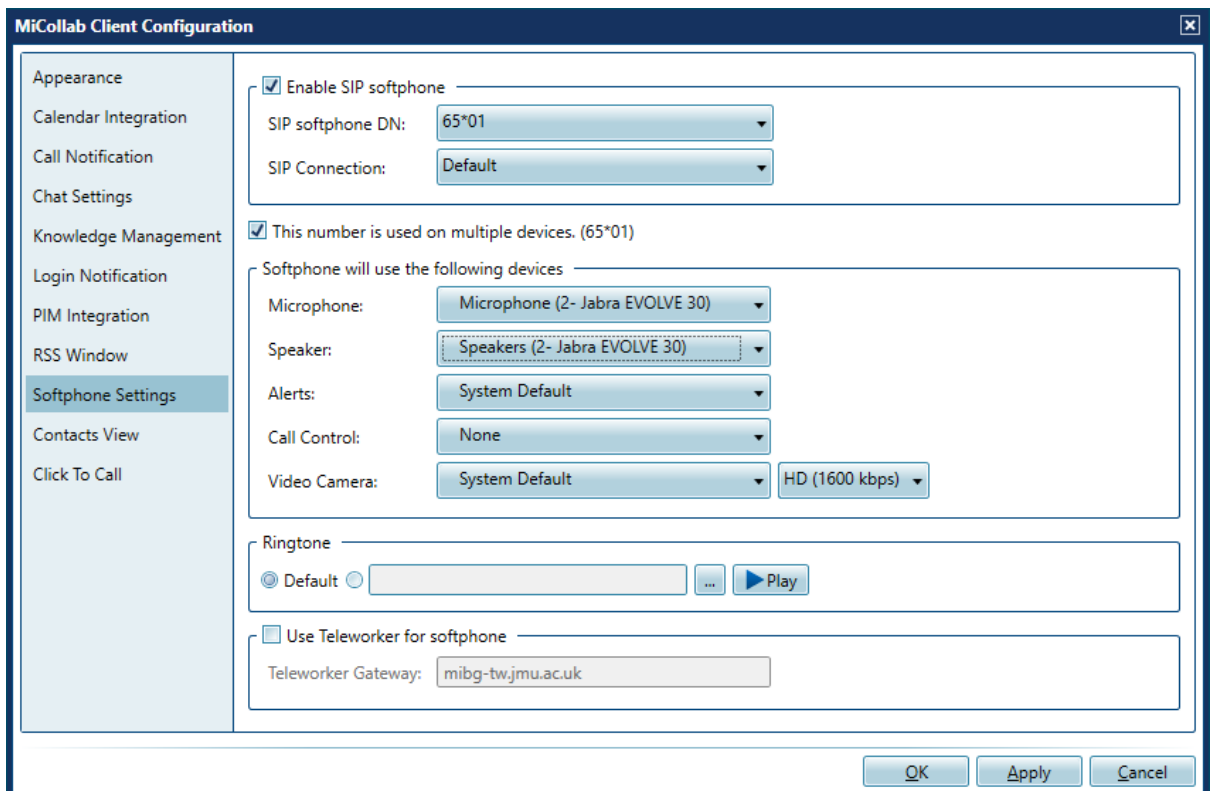 MiCollab Client Configuration
Appearance
Calendar Integration
Call Notification
Chat Settings
Knowledge Management
Login Notification
PIM Integration
RSS Window
Softphone Settings
Contacts View
Click To Call
Enable SIP softphone
SIP softphone DN: 65*01
SIP Connection: Default
This number is used on multiple devices. (65*01)
Softphone will use the following devices
Microphone: Microphone (2- Jabra EVOLVE 30)
Speaker: Speakers (2- Jabra EVOLVE 30)
Alerts: System Default
Call Control: None
Video Camera: System Default HD (1600 kbps)
Ringtone
Default ... Play
Use Teleworker for softphone
Teleworker Gateway: mibg-tw.jmu.ac.uk
OK Apply Cancel